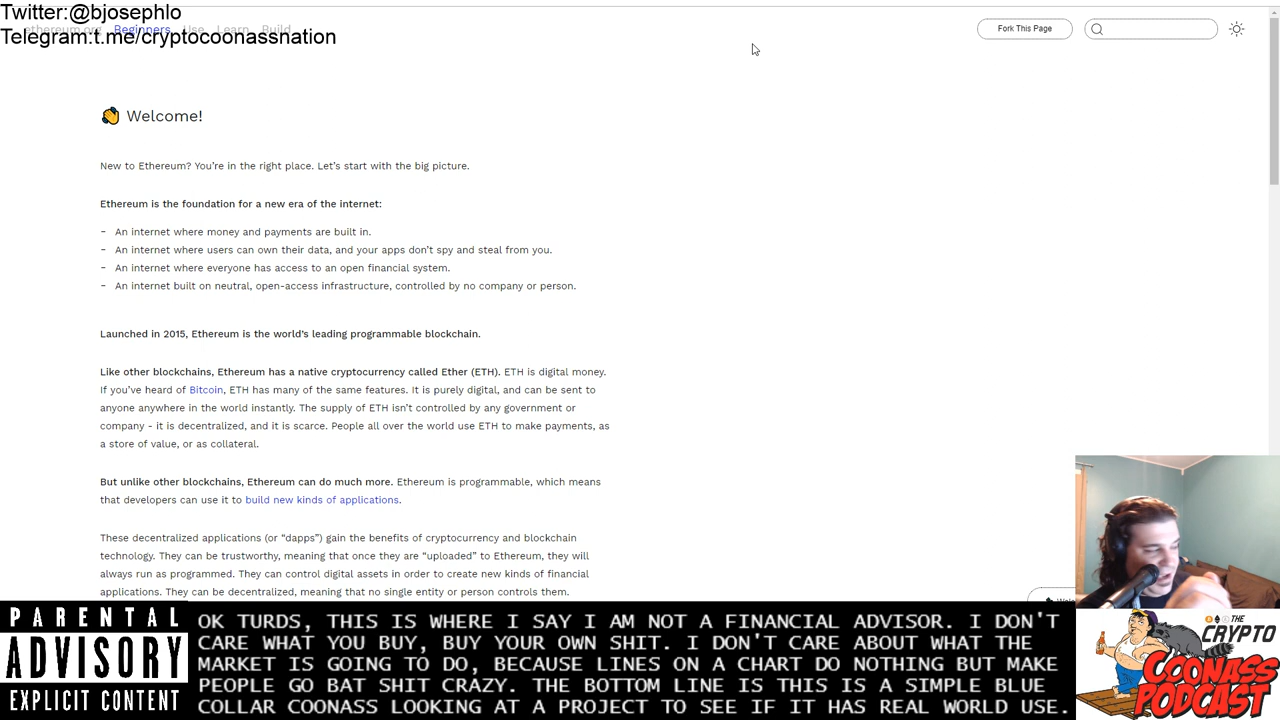 Twitter:@bjosephlo
ethereum.org Beginners Use Learn Build
Telegram:t.me/cryptocoonassnation
Fork This Page
Welcome!
New to Ethereum? You're in the right place. Let's start with the big picture.
Ethereum is the foundation for a new era of the internet:
- An internet where money and payments are built in.
- An internet where users can own their data, and your apps don't spy and steal from you.
- An internet where everyone has access to an open financial system.
- An internet built on neutral, open-access infrastructure, controlled by no company or person.
Launched in 2015, Ethereum is the world's leading programmable blockchain.
Like other blockchains, Ethereum has a native cryptocurrency called Ether (ETH). ETH is digital money.
If you've heard of Bitcoin, ETH has many of the same features. It is purely digital, and can be sent to
anyone anywhere in the world instantly. The supply of ETH isn't controlled by any government or
company - it is decentralized, and it is scarce. People all over the world use ETH to make payments, as
a store of value, or as collateral.
But unlike other blockchains, Ethereum can do much more. Ethereum is programmable, which means
that developers can use it to build new kinds of applications.
These decentralized applications (or “dapps”) gain the benefits of cryptocurrency and blockchain
technology. They can be trustworthy, meaning that once they are “uploaded” to Ethereum, they will
always run as programmed. They can control digital assets in order to create new kinds of financial
applications. They can be decentralized, meaning that no single entity or person controls them.
PARENTAL
ADVISORY
EXPLICIT CONTENT
OK TURDS, THIS IS WHERE I SAY I AM NOT A FINANCIAL ADVISOR. I DON'T
CARE WHAT YOU BUY, BUY YOUR OWN SHIT. I DON'T CARE ABOUT WHAT THE
MARKET IS GOING TO DO, BECAUSE LINES ON A CHART DO NOTHING BUT MAKE
PEOPLE GO BAT SHIT CRAZY. THE BOTTOM LINE IS THIS IS A SIMPLE BLUE
COLLAR COONASS LOOKING AT A PROJECT TO SEE IF IT HAS REAL WORLD USE.
THE
CRYPTO
COONASS
PODCAST